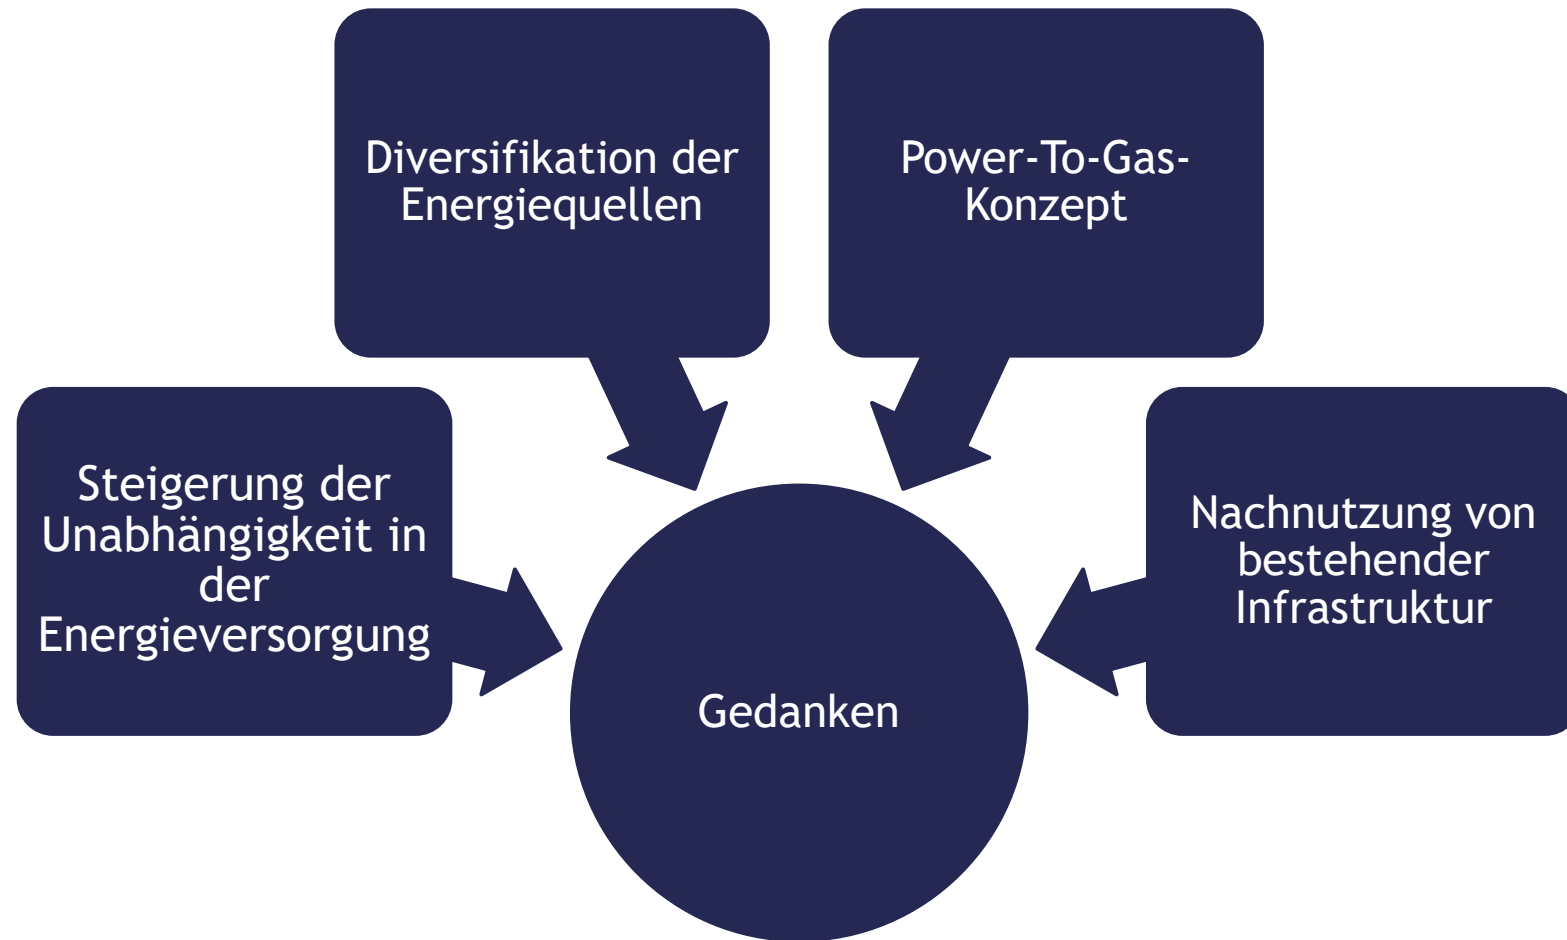 Diversifikation der
Energiequellen
Power-To-Gas-
Konzept
Steigerung der
Unabhängigkeit in
der
Energieversorgung
Nachnutzung von
bestehender
Infrastruktur
Gedanken